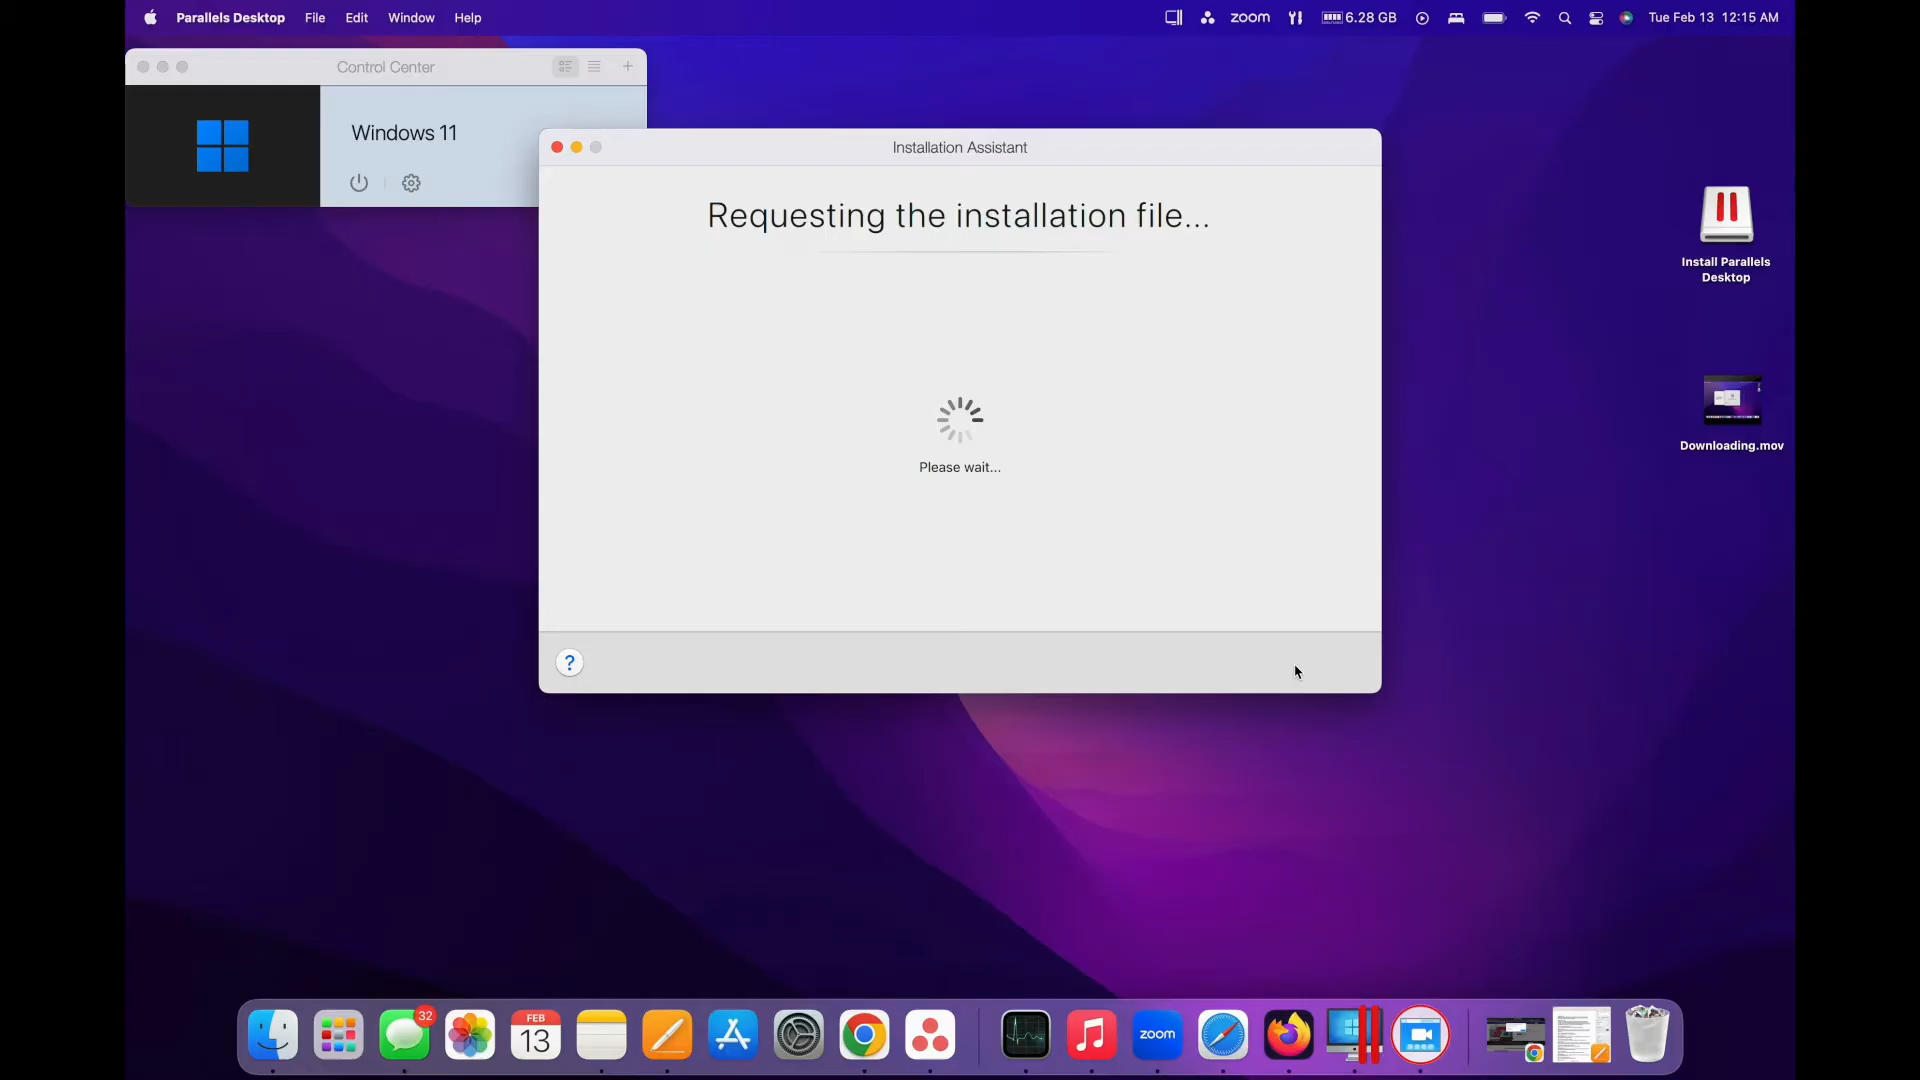 Parallels Desktop File Edit Window Help
zoom 6.28 GB Tue Feb 13 12:15 AM
Control Center
Windows 11
Installation Assistant
Requesting the installation file...
Please wait...
?
Install Parallels
Desktop
Downloading.mov
32
FEB
13
zoom